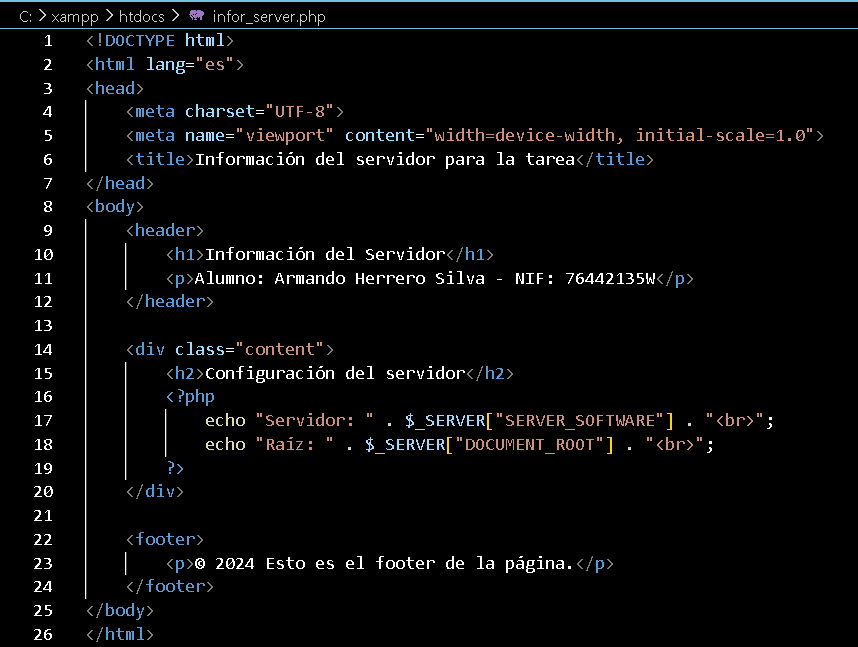 C: > xampp > htdocs > infor_server.php
1 <!DOCTYPE html>
2 <html lang="es">
3 <head>
4 <meta charset="UTF-8">
5 <meta name="viewport" content="width=device-width, initial-scale=1.0">
6 <title>Información del servidor para la tarea</title>
7 </head>
8 <body>
9 <header>
10 <h1>Información del Servidor</h1>
11 <p>Alumno: Armando Herrero Silva - NIF: 76442135W</p>
12 </header>
13
14 <div class="content">
15 <h2>Configuración del servidor</h2>
16 <?php
17 echo "Servidor: " . $_SERVER["SERVER_SOFTWARE"] . "<br>";
18 echo "Raíz: " . $_SERVER["DOCUMENT_ROOT"] . "<br>";
19 ?>
20 </div>
21
22 <footer>
23 <p>© 2024 Esto es el footer de la página.</p>
24 </footer>
25 </body>
26 </html>